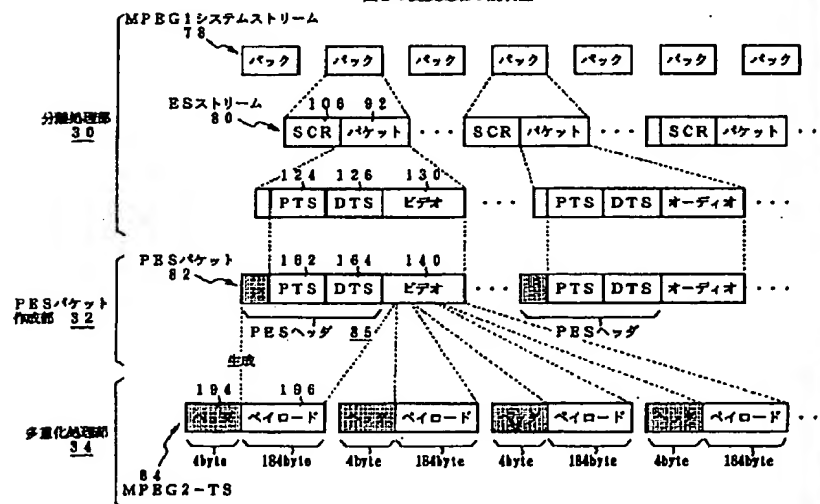 MPEG1システムストリーム
78
パック パック パック パック パック パック パック
ESストリーム
80
106 92
SCR パケット ・・・ SCR パケット ・・・ SCR パケット ・・
分離処理部
30
124 126 130
PTS DTS ビデオ ・・・ PTS DTS オーディオ ・・・
PESパケット
82
162 164 140
PTS DTS ビデオ ・・・ PTS DTS オーディオ ・・・
PESパケット
作成部 32
PESヘッダ 85 PESヘッダ
生成
194 196
ペイロード ペイロード ペイロード ペイロード ・・
多重化処理部
34
4byte 184byte 4byte 184byte 4byte 184byte 4byte 184byte
84
MPEG2-TS